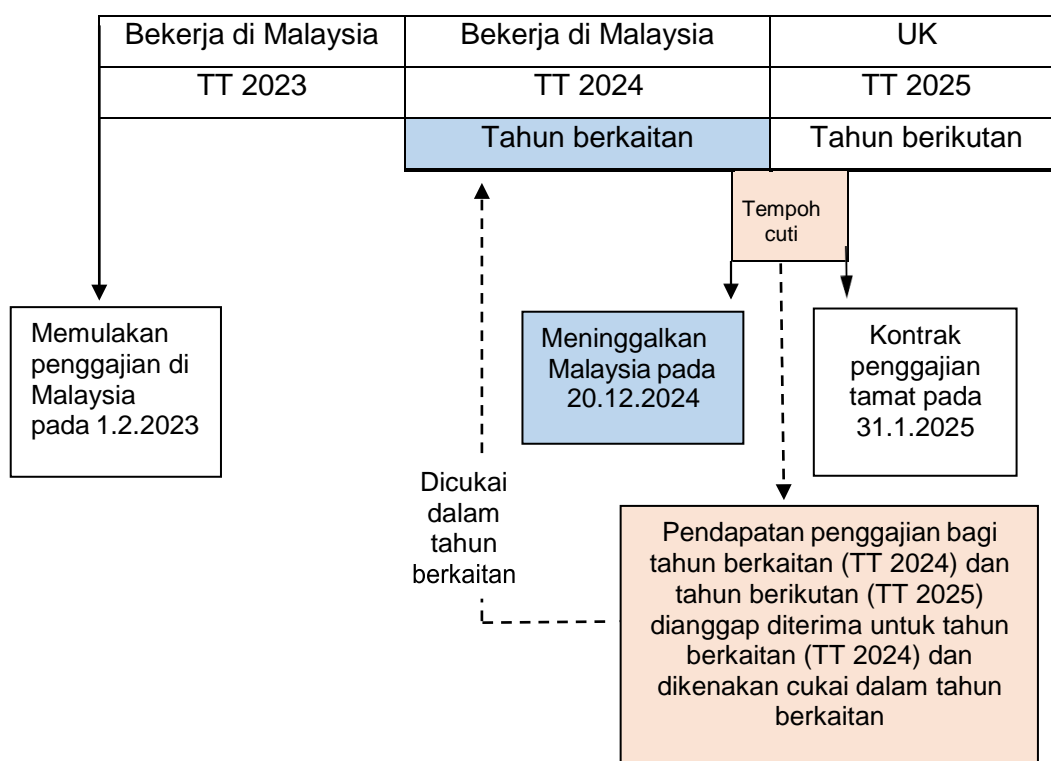 Bekerja di Malaysia
Bekerja di Malaysia
UK
TT 2023
TT 2024
TT 2025
Tahun berkaitan
Tahun berikutan
Tempoh
cuti
Memulakan
penggajian di
Malaysia
pada 1.2.2023
Meninggalkan
Malaysia pada
20.12.2024
Kontrak
penggajian
tamat pada
31.1.2025
Dicukai
dalam
tahun
berkaitan
Pendapatan penggajian bagi
tahun berkaitan (TT 2024) dan
tahun berikutan (TT 2025)
dianggap diterima untuk tahun
berkaitan (TT 2024) dan
dikenakan cukai dalam tahun
berkaitan